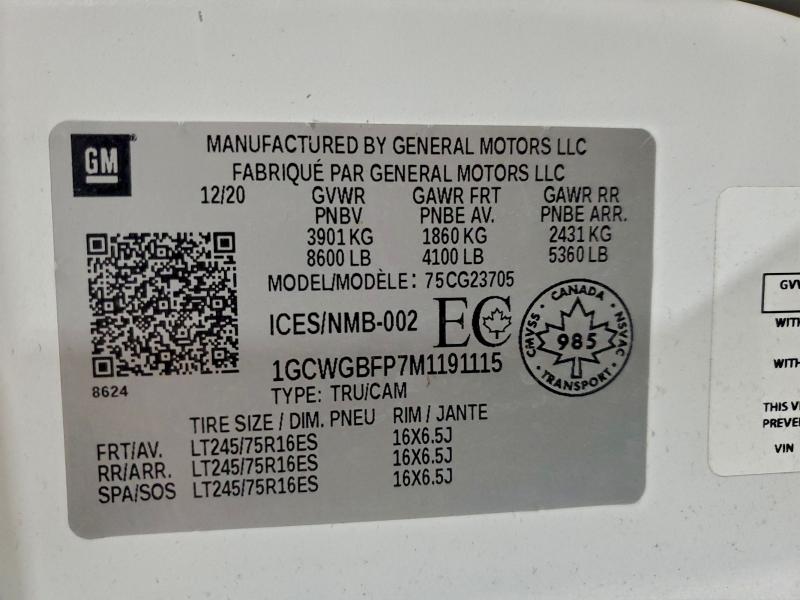 GM
MANUFACTURED BY GENERAL MOTORS LLC
FABRIQUÉ PAR GENERAL MOTORS LLC
12/20 GVWR GAWR FRT GAWR RR
PNBV PNBE AV. PNBE ARR.
3901 KG 1860 KG 2431 KG
8600 LB 4100 LB 5360 LB
MODEL/MODÈLE: 75CG23705
ICES/NMB-002 EC
CANADA
CMVSS 985 NSVAC
TRANSPORT
1GCWGBFP7M1191115
8624
TYPE: TRU/CAM
TIRE SIZE / DIM. PNEU RIM / JANTE
FRT/AV. LT245/75R16ES 16X6.5J
RR/ARR. LT245/75R16ES 16X6.5J
SPA/SOS LT245/75R16ES 16X6.5J
WITH
THIS
VIN